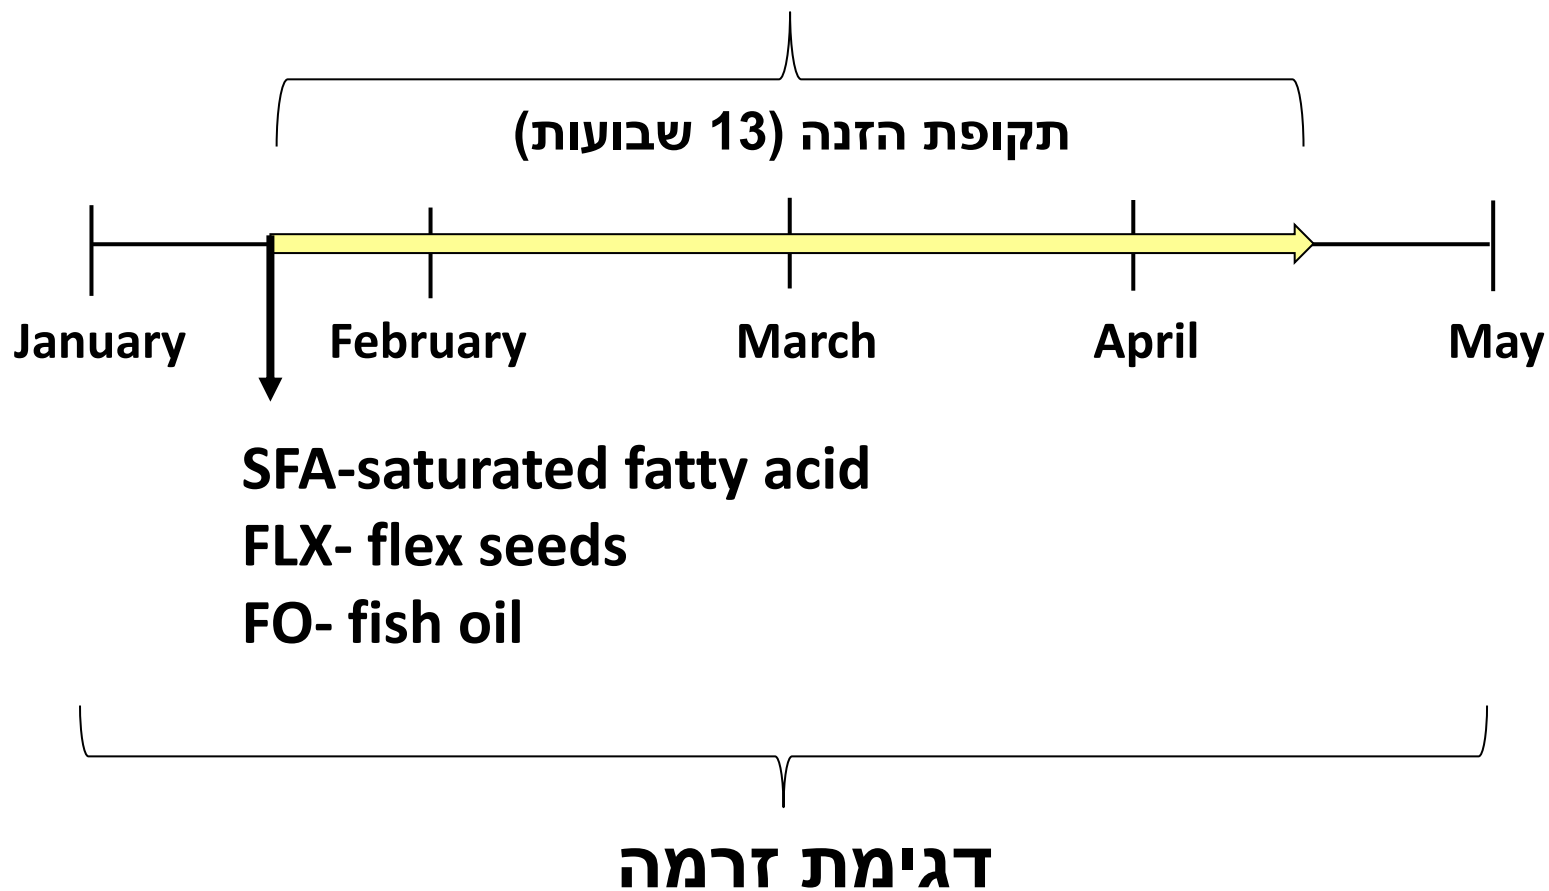 תקופת הזנה (13 שבועות)
January February March April May
SFA-saturated fatty acid
FLX- flex seeds
FO- fish oil
דגימת זרמה